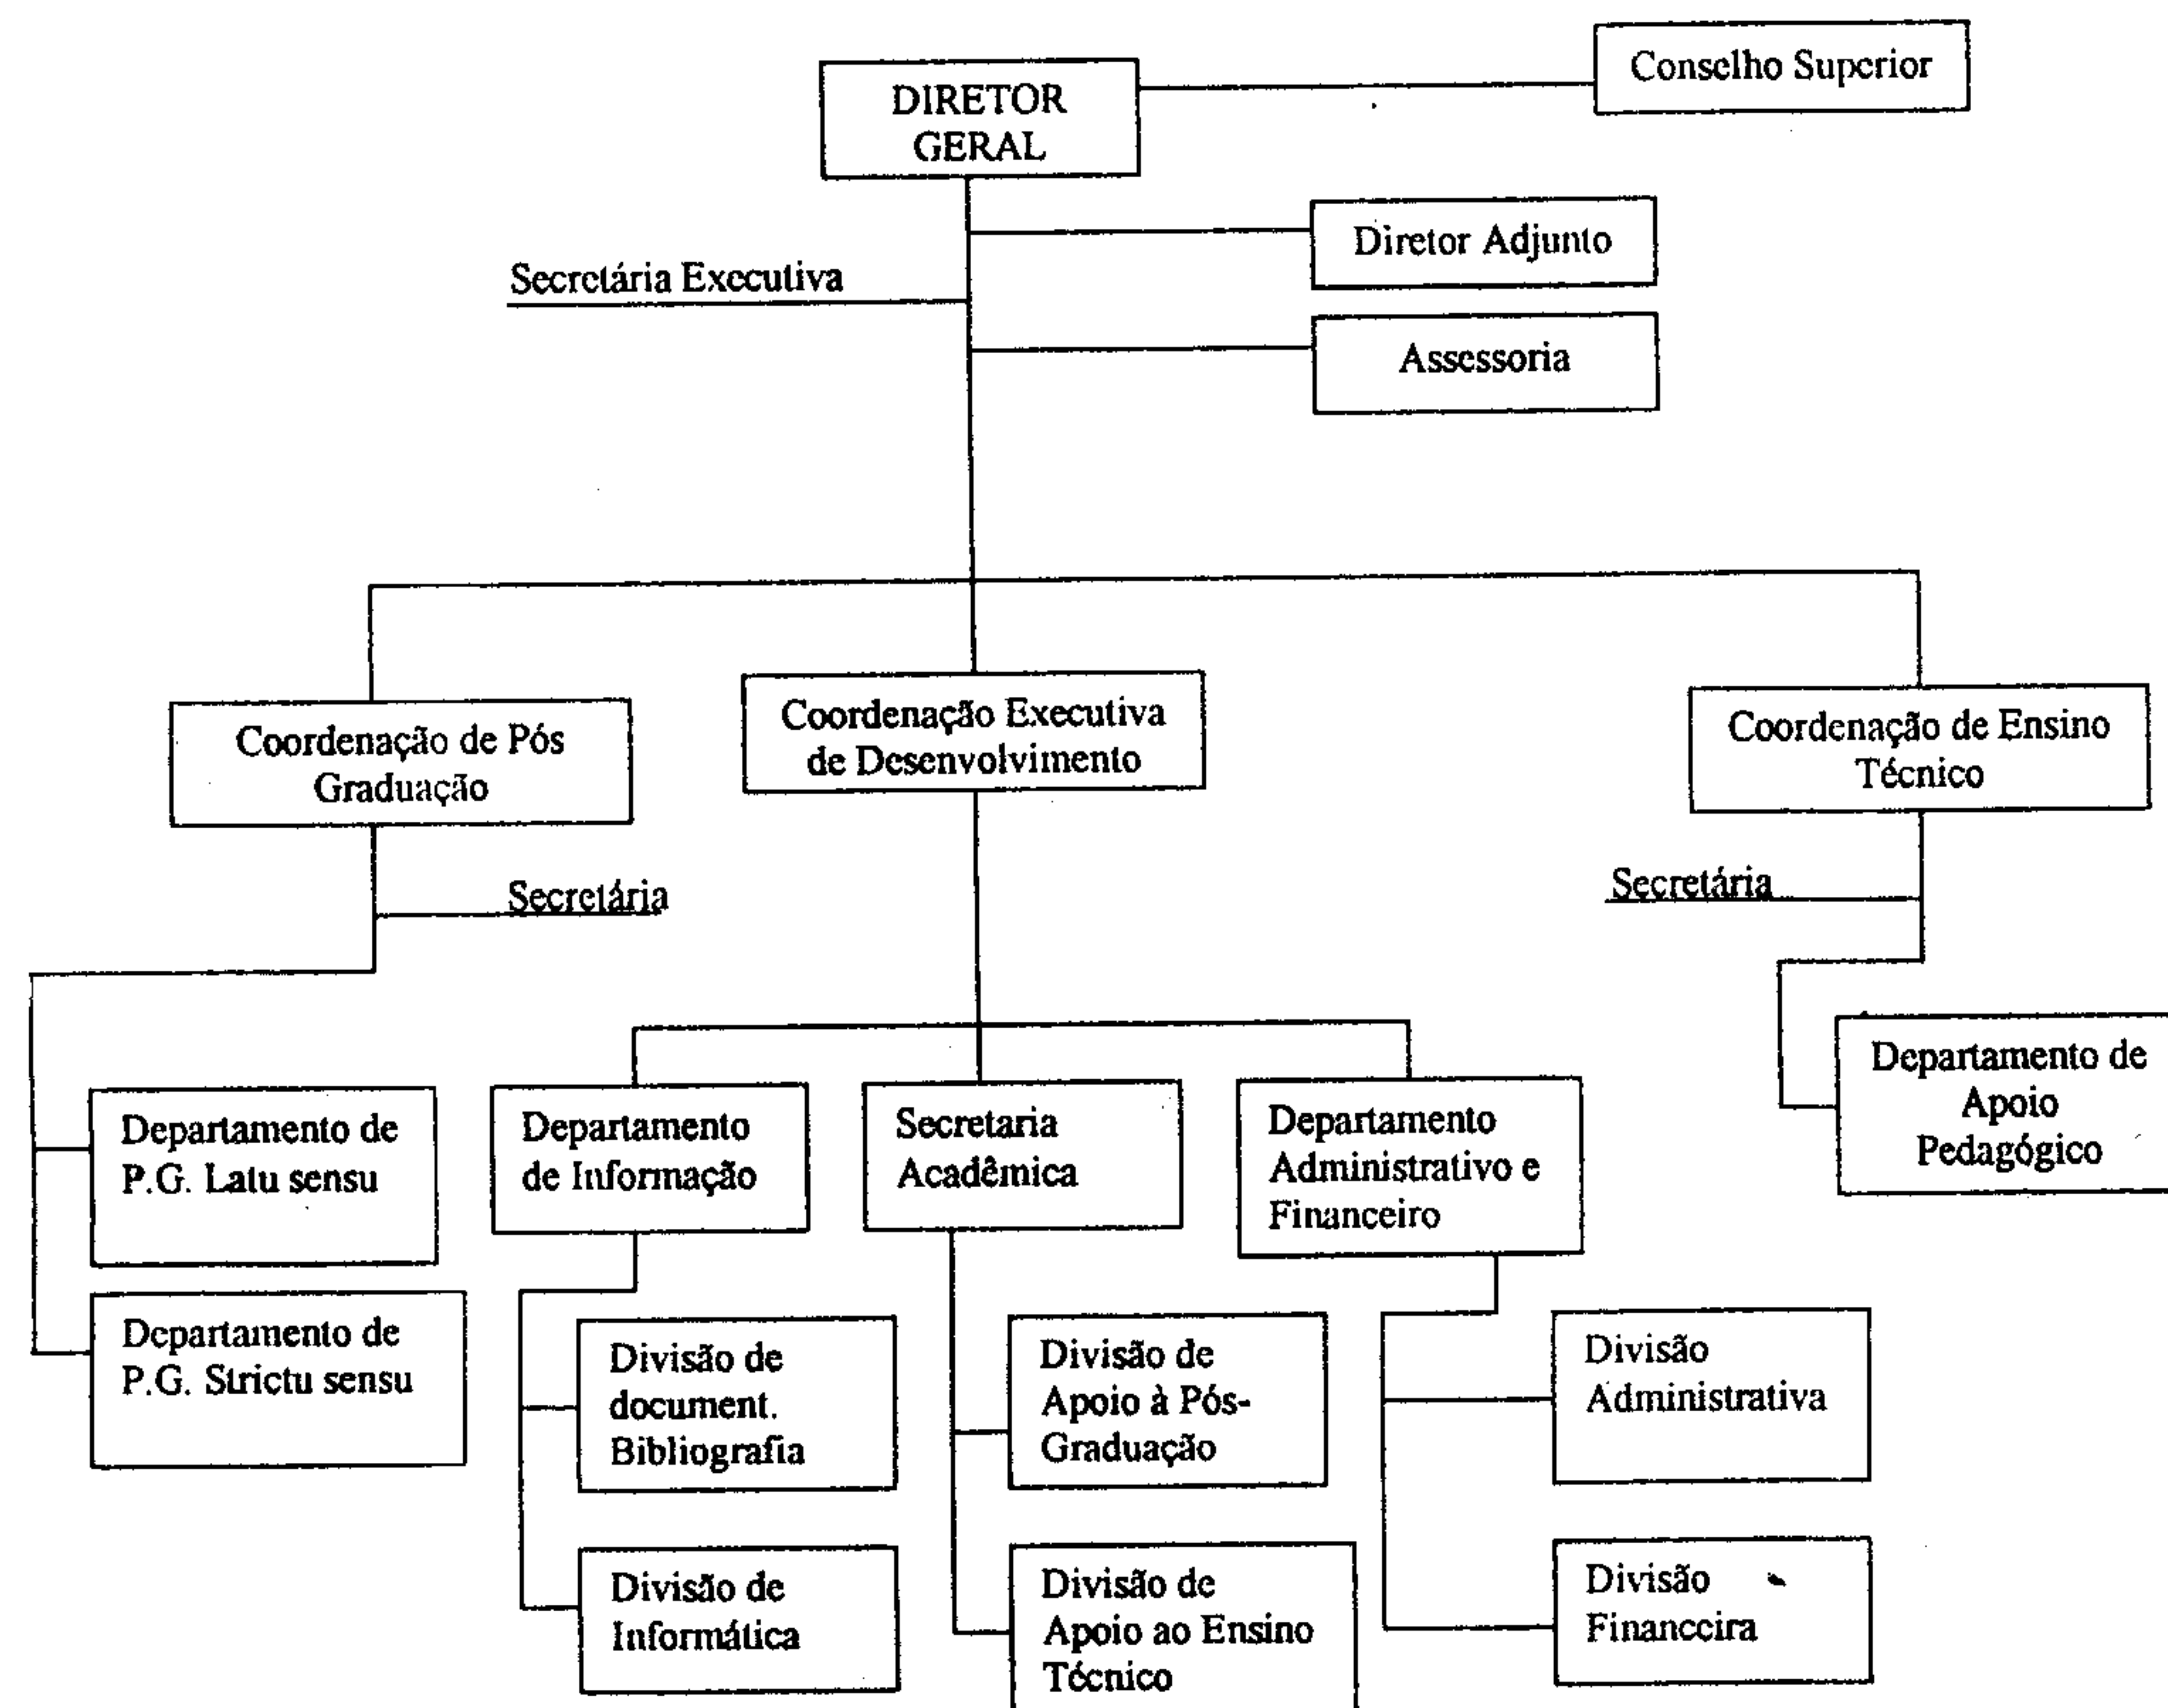 Conselho Superior
DIRETOR
GERAL
Diretor Adjunto
Secretária Executiva
Assessoria
Coordenação de Pós
Graduação
Coordenação Executiva
de Desenvolvimento
Coordenação de Ensino
Técnico
Secretária
Secretária
Departamento de
P.G. Latu sensu
Departamento
de Informação
Secretaria
Acadêmica
Departamento
Administrativo e
Financeiro
Departamento de
Apoio
Pedagógico
Departamento de
P.G. Strictu sensu
Divisão de
document.
Bibliografia
Divisão de
Apoio à Pós-
Graduação
Divisão
Administrativa
Divisão de
Informática
Divisão de
Apoio ao Ensino
Técnico
Divisão
Financeira